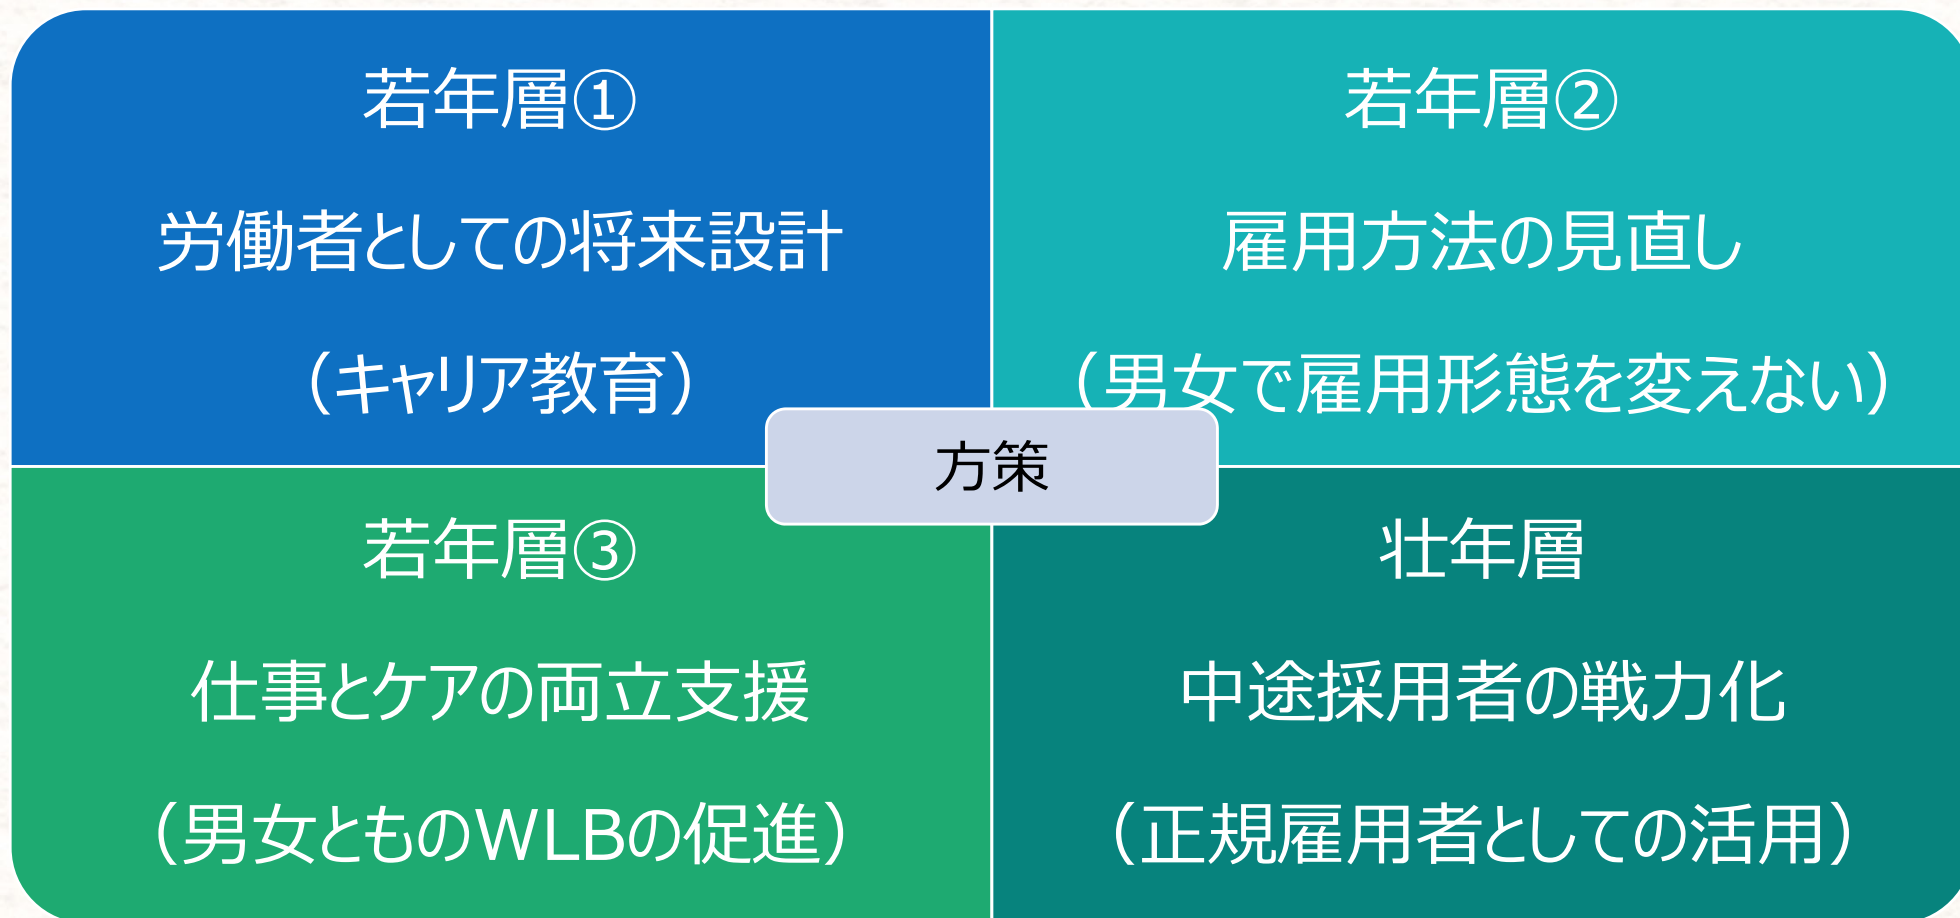 若年層①
労働者としての将来設計
（キャリア教育）
若年層②
雇用方法の見直し
（男女で雇用形態を変えない）
方策
若年層③
仕事とケアの両立支援
（男女とものWLBの促進）
壮年層
中途採用者の戦力化
（正規雇用者としての活用）